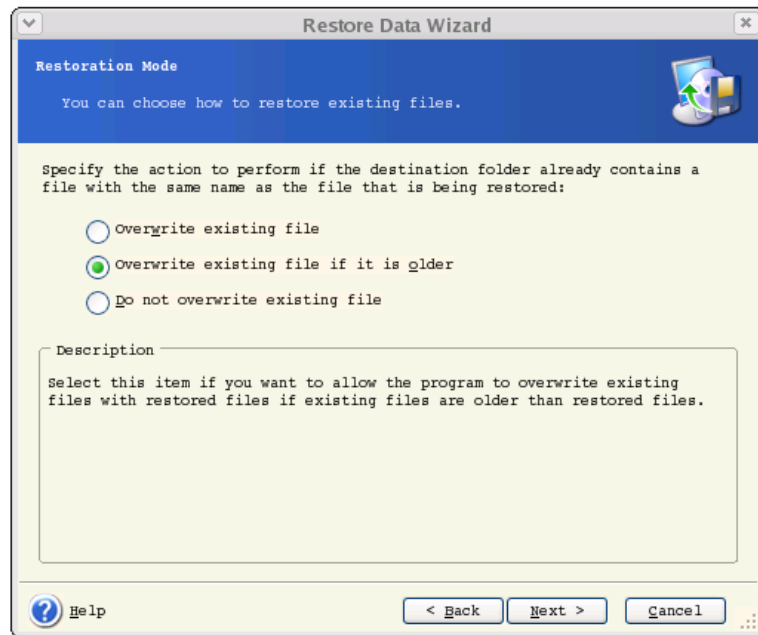 Restore Data Wizard
Restoration Mode
You can choose how to restore existing files.
Specify the action to perform if the destination folder already contains a
file with the same name as the file that is being restored:
Overwrite existing file
Overwrite existing file if it is older
Do not overwrite existing file
Description
Select this item if you want to allow the program to overwrite existing
files with restored files if existing files are older than restored files.
Help
< Back
Next >
Cancel